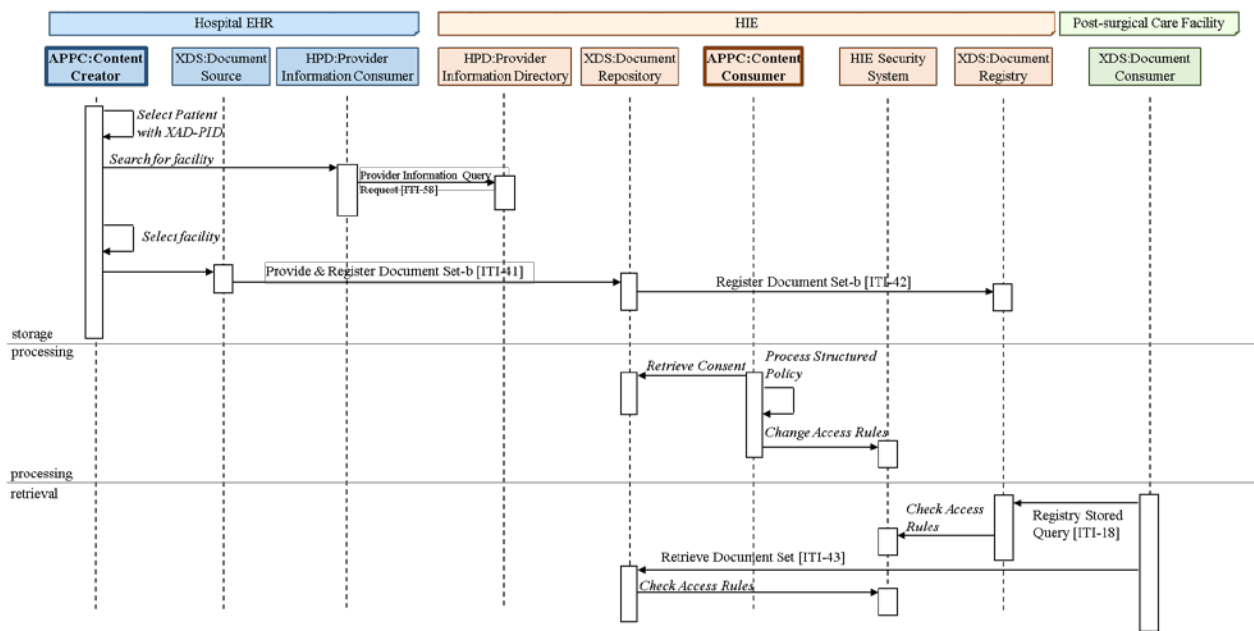 Hospital EHR
HIE
Post-surgical Care Facility
APPC:Content
Creator
XDS:Document
Source
HPD:Provider
Information Consumer
HPD:Provider
Information Directory
XDS:Document
Repository
APPC:Content
Consumer
HIE Security
System
XDS:Document
Registry
XDS:Document
Consumer
Select Patient
with XAD-PID
Search for facility
Provider Information Query
Request [ITI-58]
Select facility
Provide & Register Document Set-b [ITI-41]
Register Document Set-b [ITI-42]
storage
processing
Retrieve Consent
Process Structured
Policy
Change Access Rules
processing
retrieval
Check Access
Rules
Registry Stored
Query [ITI-18]
Retrieve Document Set [ITI-43]
Check Access Rules